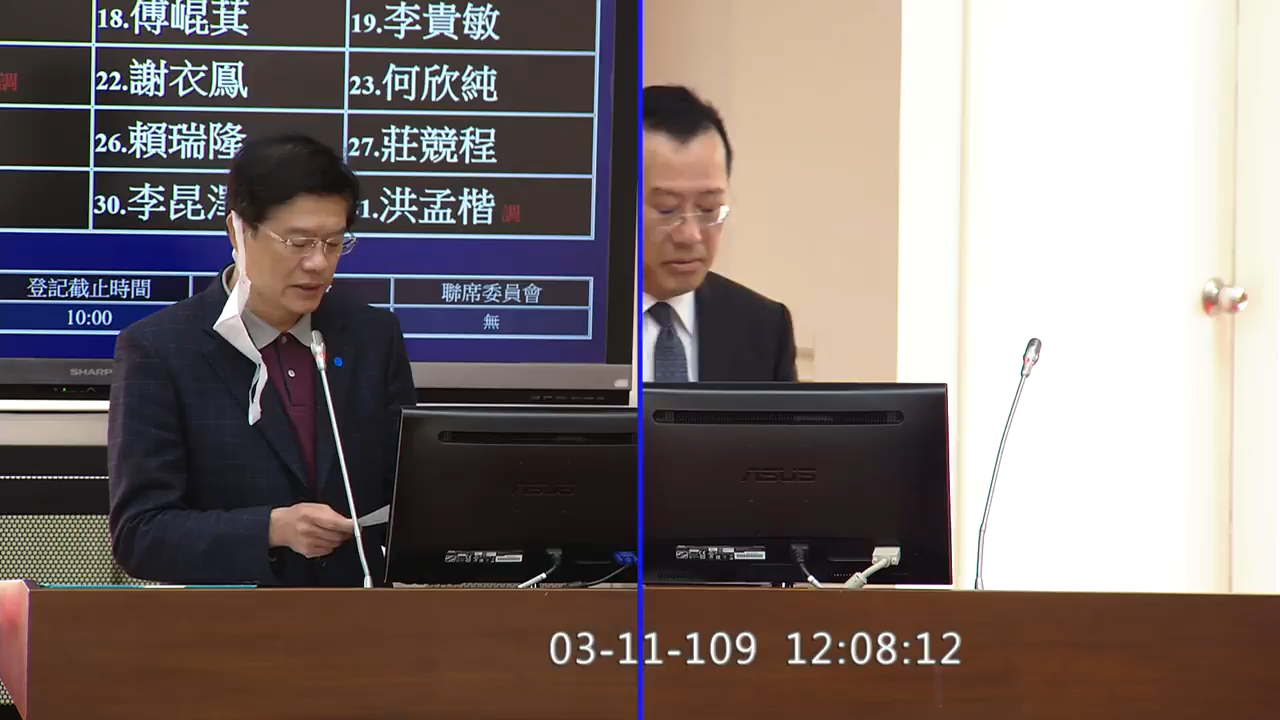 18.傅崐萁 19.李貴敏
調 22.謝衣鳳 23.何欣純
26.賴瑞隆 27.莊競程
30.李昆澤 31.洪孟楷 調
登記截止時間 聯席委員會
10:00 無
SHARP
ASUS ASUS
03-11-109 12:08:12